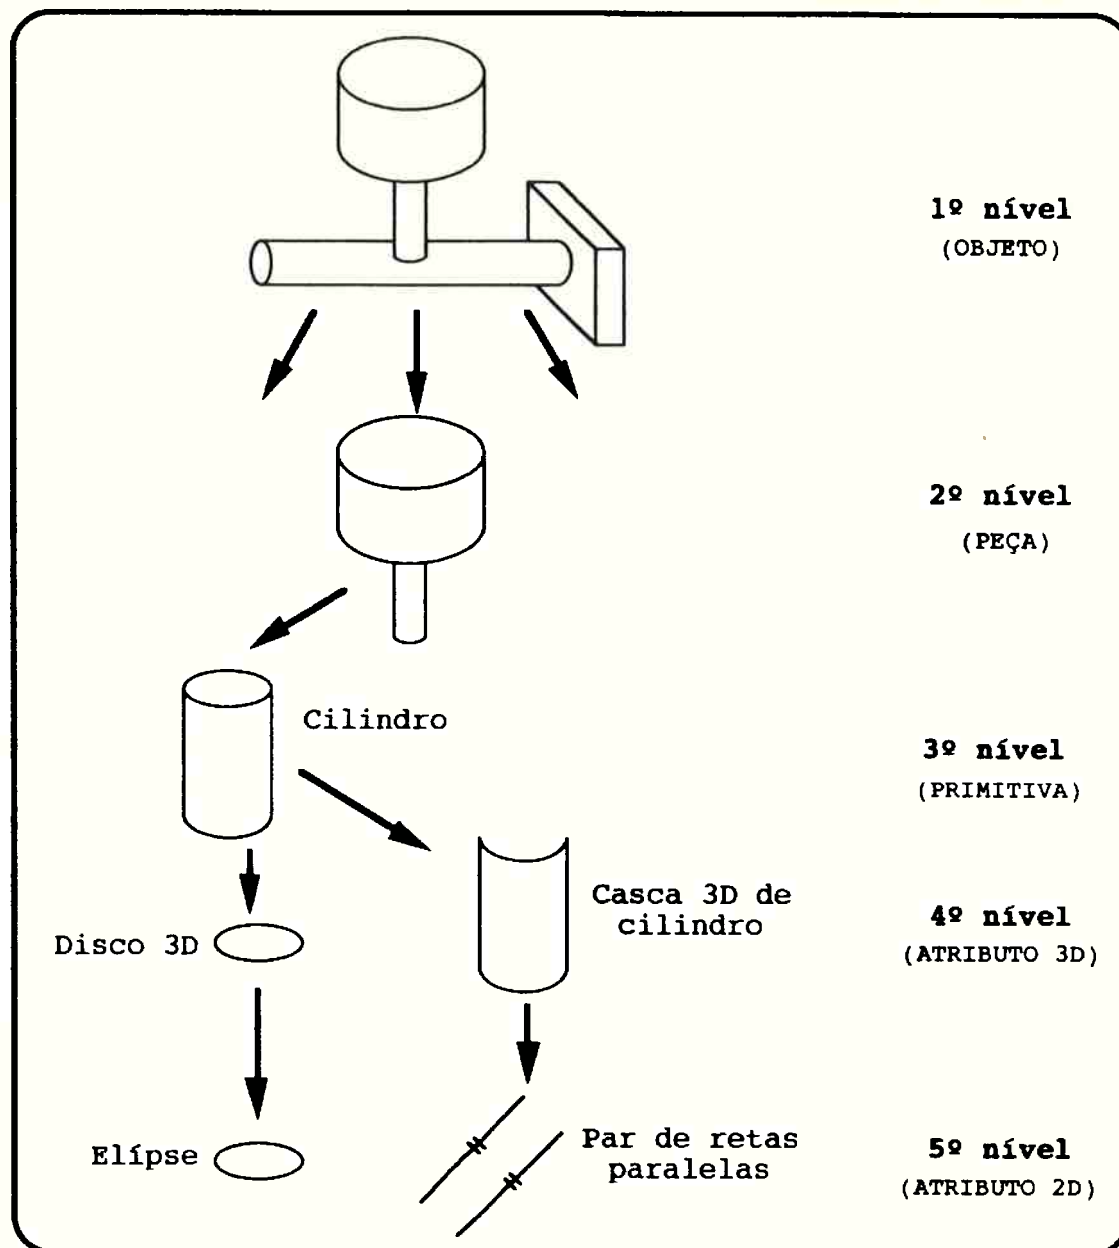 1º nível
(OBJETO)
2º nível
(PEÇA)
Cilindro
3º nível
(PRIMITIVA)
Casca 3D de
cilindro
4º nível
(ATRIBUTO 3D)
Disco 3D
Elípse
Par de retas
paralelas
5º nível
(ATRIBUTO 2D)